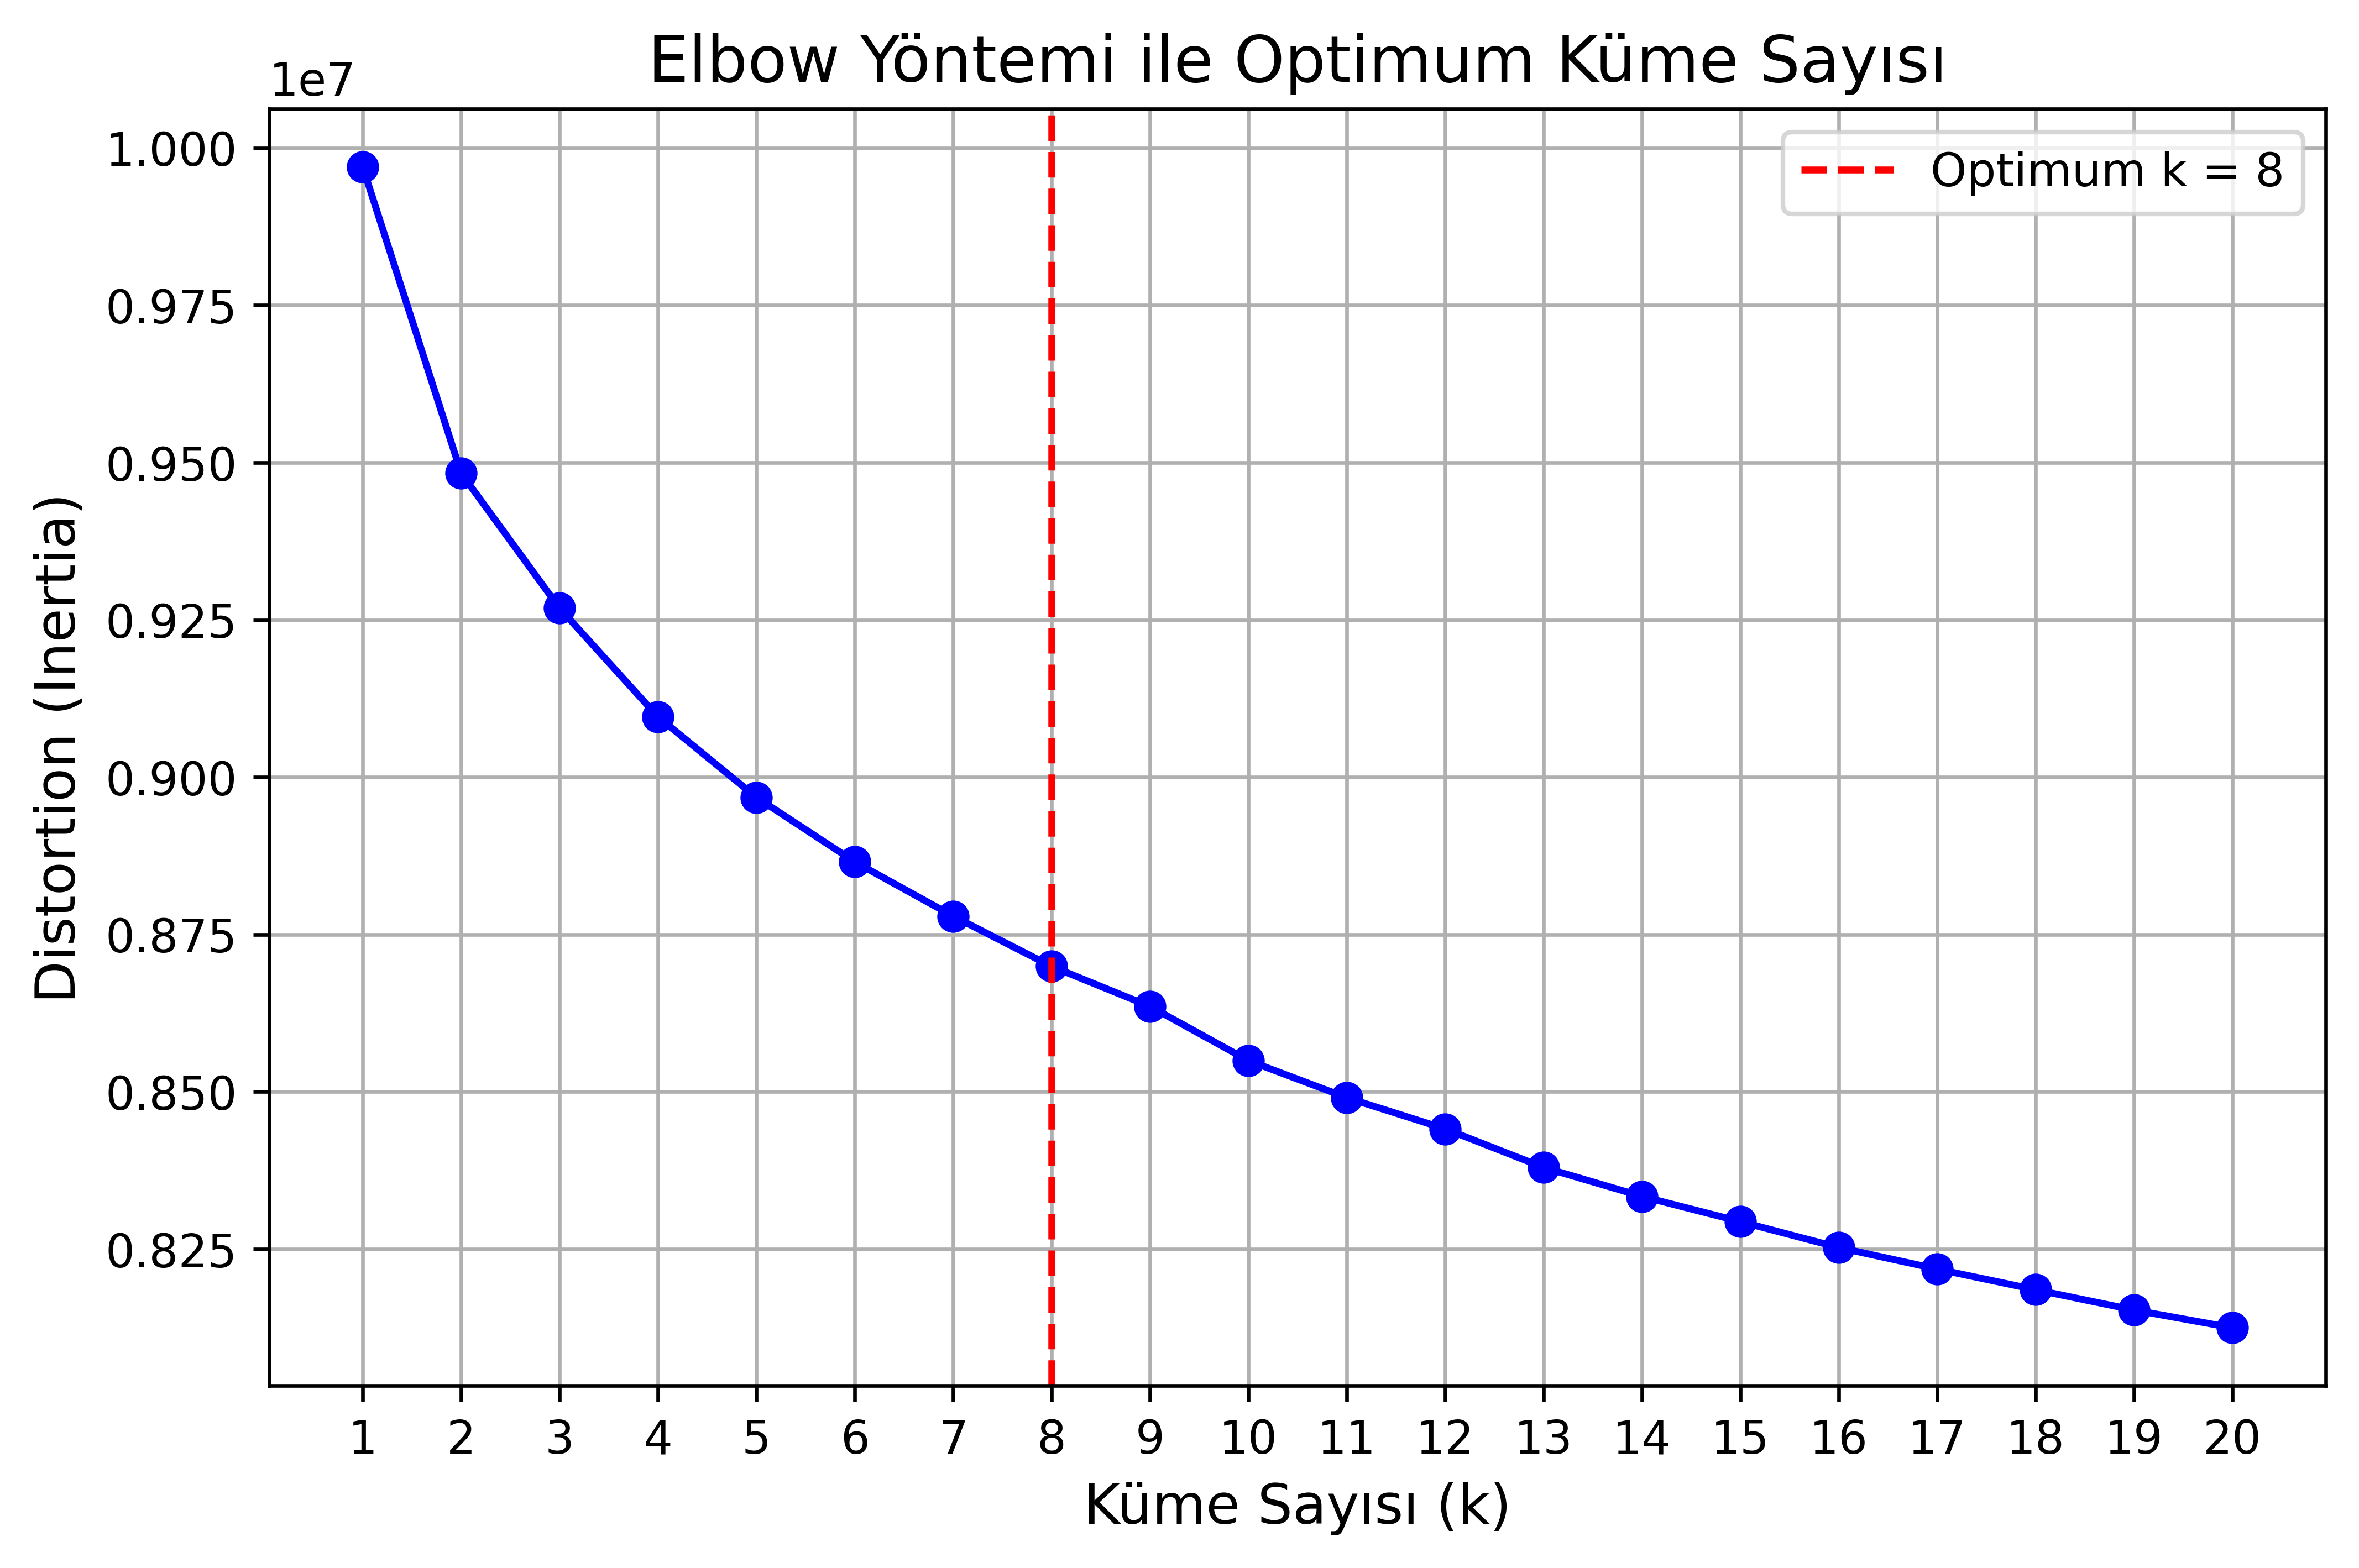 Elbow Yöntemi ile Optimum Küme Sayısı
1e7
Optimum k = 8
1.000
0.975
0.950
0.925
0.900
0.875
0.850
0.825
Distortion (Inertia)
1 2 3 4 5 6 7 8 9 10 11 12 13 14 15 16 17 18 19 20
Küme Sayısı (k)